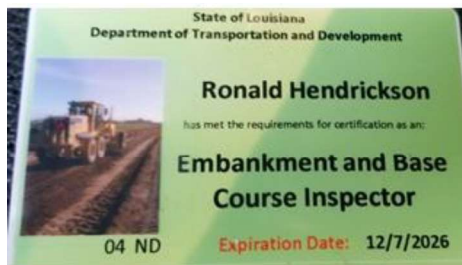 State of Louisiana
Department of Transportation and Development
Ronald Hendrickson
has met the requirements for certification as an:
Embankment and Base
Course Inspector
04 ND
Expiration Date: 12/7/2026